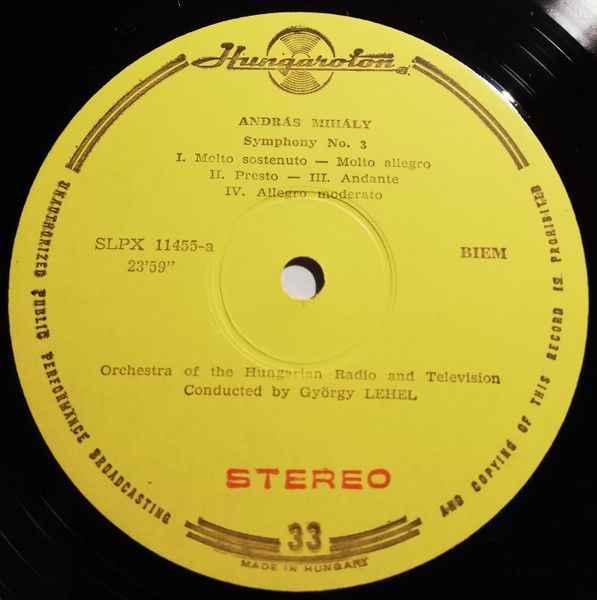 Hungaroton
ANDRÁS MIHÁLY
Symphony No. 3
I. Molto sostenuto — Molto allegro
II. Presto — III. Andante
IV. Allegro moderato
SLPX 11455-a
23'59"
BIEM
Orchestra of the Hungarian Radio and Television
Conducted by György LEHEL
STEREO
33
MADE IN HUNGARY
UNAUTHORIZED PUBLIC PERFORMANCE BROADCASTING
AND COPYING OF THIS RECORD IS PROHIBITED